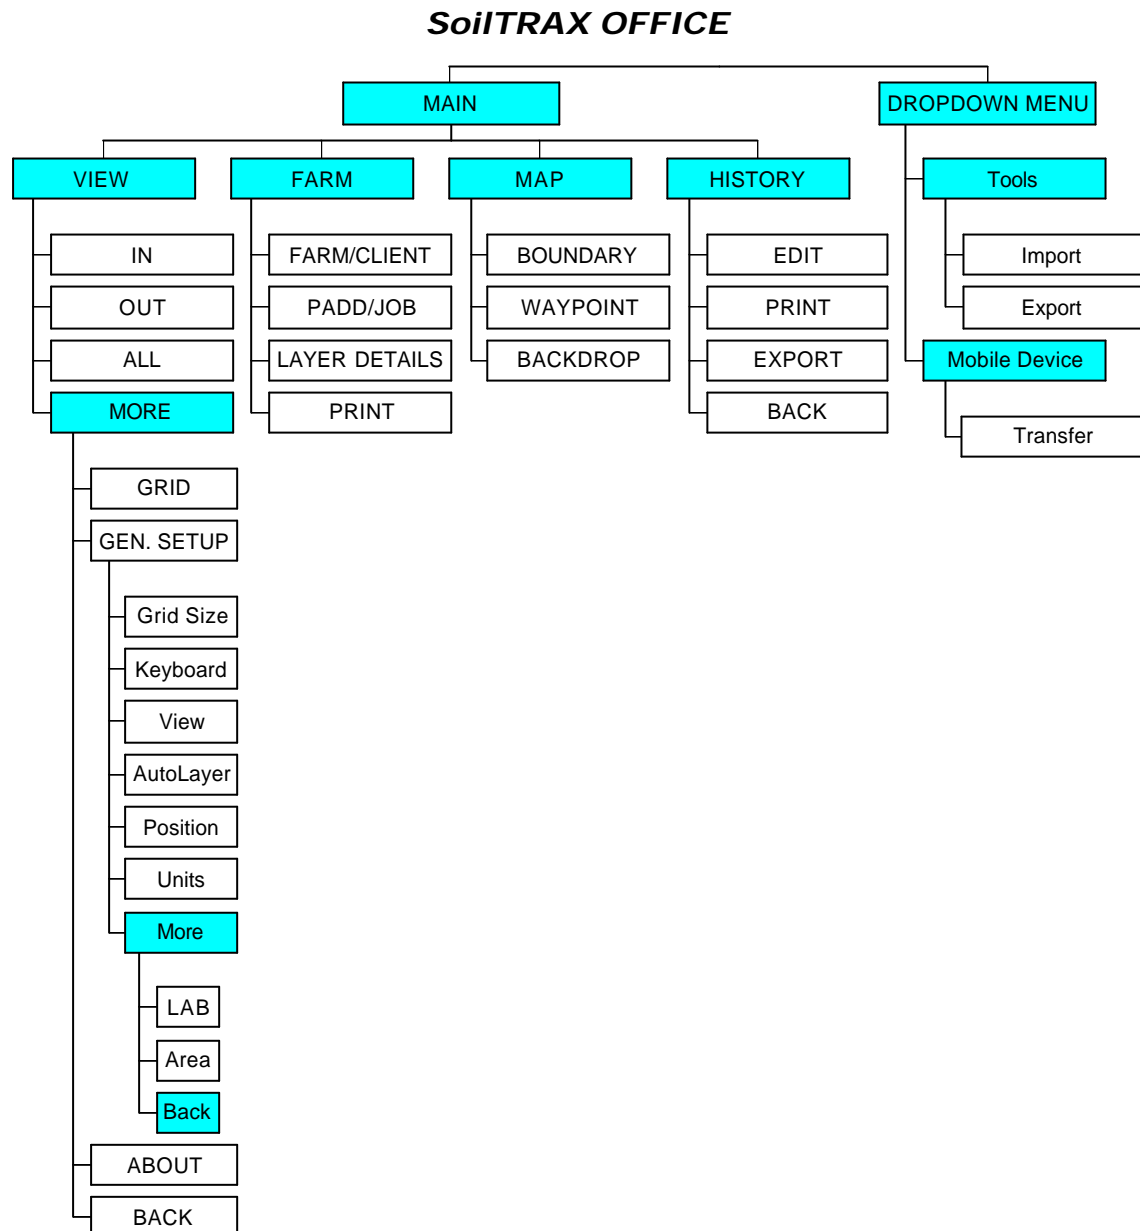 SoilTRAX OFFICE
MAIN
DROPDOWN MENU
VIEW
FARM
MAP
HISTORY
Tools
IN
FARM/CLIENT
BOUNDARY
EDIT
Import
OUT
PADD/JOB
WAYPOINT
PRINT
Export
ALL
LAYER DETAILS
BACKDROP
EXPORT
Mobile Device
MORE
PRINT
BACK
Transfer
GRID
GEN. SETUP
Grid Size
Keyboard
View
AutoLayer
Position
Units
More
LAB
Area
Back
ABOUT
BACK